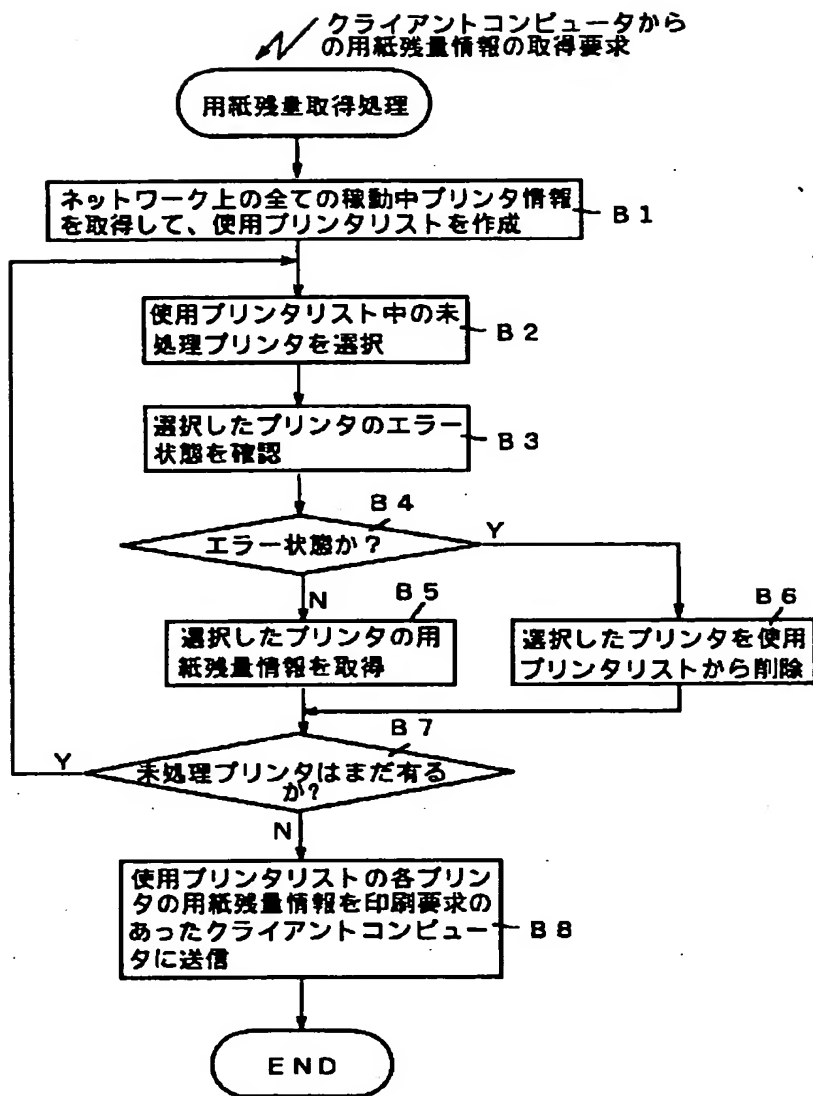 クライアントコンピュータから
の用紙残量情報の取得要求
用紙残量取得処理
ネットワーク上の全ての稼動中プリンタ情報
を取得して、使用プリンタリストを作成
B1
使用プリンタリスト中の未
処理プリンタを選択
B2
選択したプリンタのエラー
状態を確認
B3
B4
エラー状態か?
Y
N
B5
選択したプリンタの用
紙残量情報を取得
B6
選択したプリンタを使用
プリンタリストから削除
B7
Y
未処理プリンタはまだ有る
か?
N
使用プリンタリストの各プリン
タの用紙残量情報を印刷要求の
あったクライアントコンピュー
タに送信
B8
END